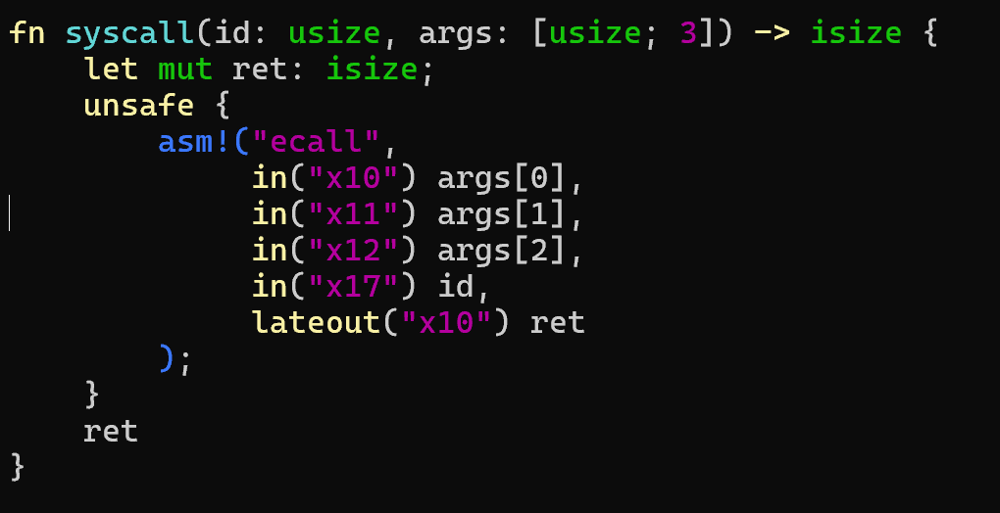 fn syscall(id: usize, args: [usize; 3]) -> isize {
    let mut ret: isize;
    unsafe {
        asm!("ecall",
             in("x10") args[0],
             in("x11") args[1],
             in("x12") args[2],
             in("x17") id,
             lateout("x10") ret
        );
    }
    ret
}